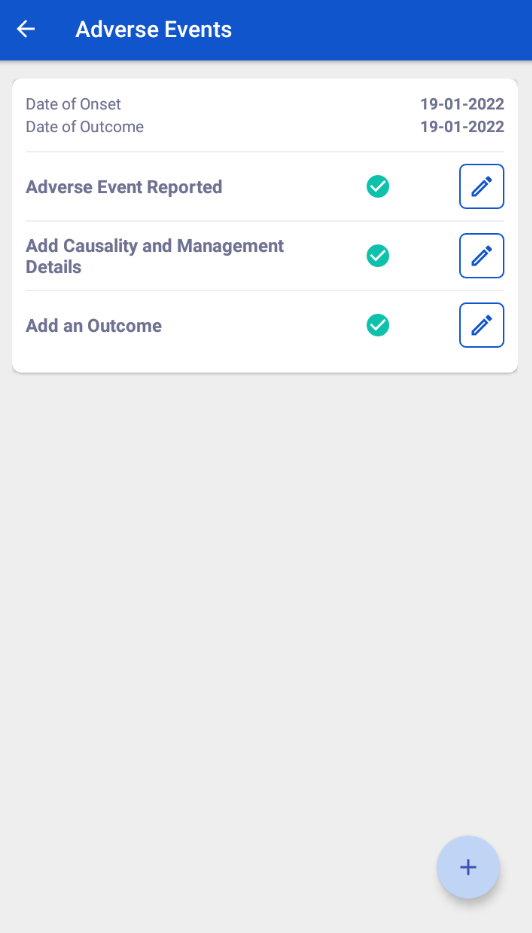 Adverse Events
Date of Onset 19-01-2022
Date of Outcome 19-01-2022
Adverse Event Reported
Add Causality and Management
Details
Add an Outcome